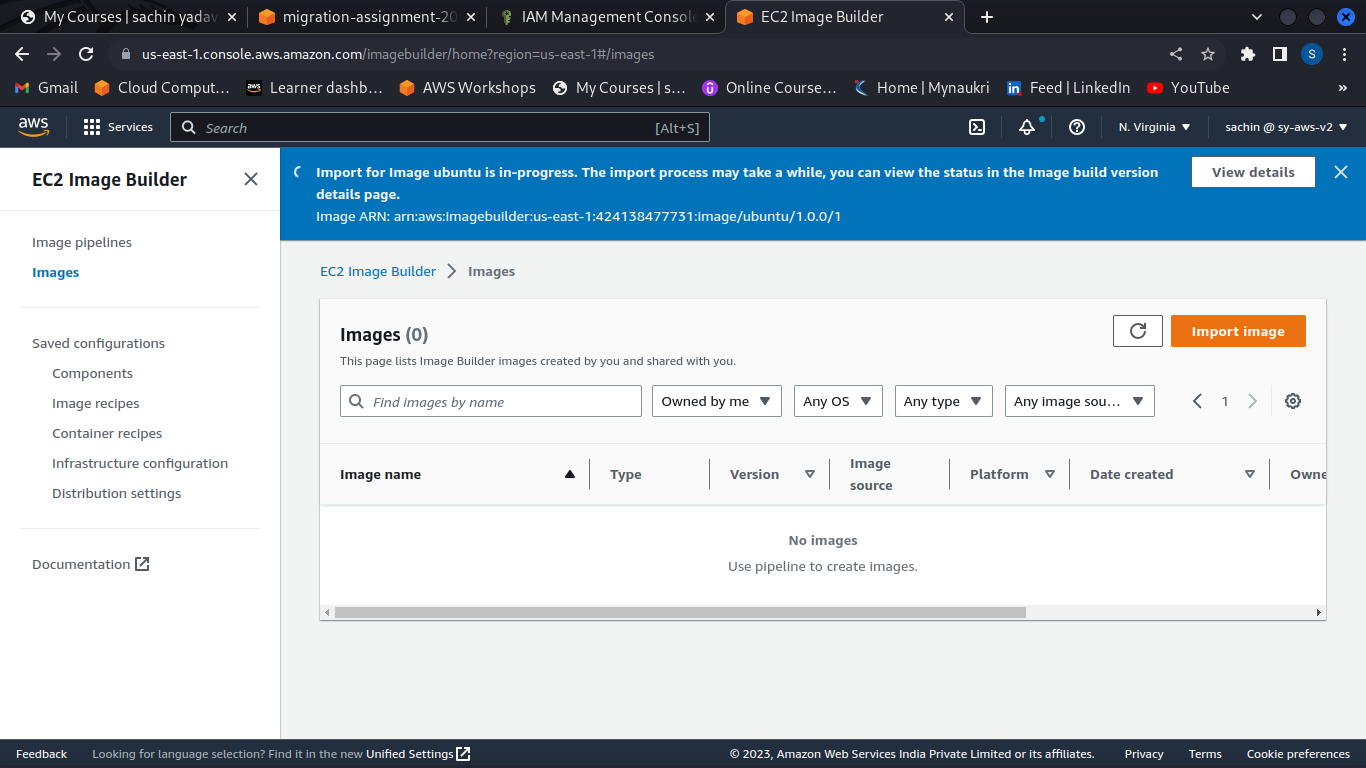 My Courses | sachin yadav
migration-assignment-20
IAM Management Console
EC2 Image Builder
us-east-1.console.aws.amazon.com/imagebuilder/home?region=us-east-1#/images
S
Gmail
Cloud Comput…
aws
Learner dashb…
AWS Workshops
My Courses | s…
Online Course…
Home | Mynaukri
Feed | LinkedIn
YouTube
»
aws
Services
Search
[Alt+S]
N. Virginia
sachin @ sy-aws-v2
EC2 Image Builder
Image pipelines
Images
Saved configurations
Components
Image recipes
Container recipes
Infrastructure configuration
Distribution settings
Documentation
Import for Image ubuntu is in-progress. The import process may take a while, you can view the status in the Image build version
details page.
Image ARN: arn:aws:imagebuilder:us-east-1:424138477731:image/ubuntu/1.0.0/1
View details
EC2 Image Builder
Images
Images (0)
This page lists Image Builder images created by you and shared with you.
Import image
Find images by name
Owned by me
Any OS
Any type
Any image sou…
1
Image name
Type
Version
Image
source
Platform
Date created
Owne
No images
Use pipeline to create images.
Feedback
Looking for language selection? Find it in the new Unified Settings
© 2023, Amazon Web Services India Private Limited or its affiliates.
Privacy
Terms
Cookie preferences